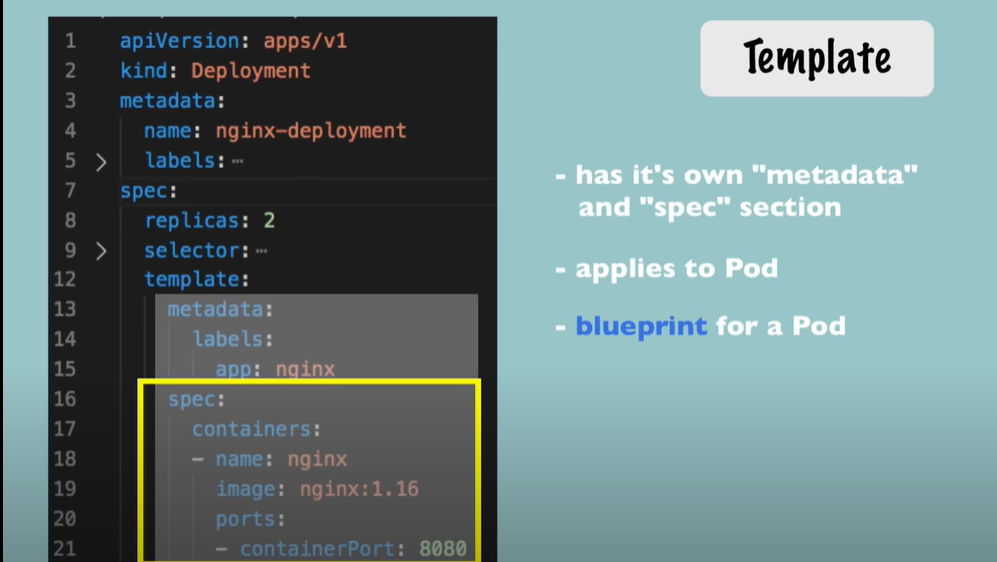 1 apiVersion: apps/v1
2 kind: Deployment
3 metadata:
4 name: nginx-deployment
5 > labels:⋯
7 spec:
8 replicas: 2
9 > selector:⋯
12 template:
13 metadata:
14 labels:
15 app: nginx
16 spec:
17 containers:
18 - name: nginx
19 image: nginx:1.16
20 ports:
21 - containerPort: 8080
Template
- has it's own "metadata"
and "spec" section
- applies to Pod
- blueprint for a Pod